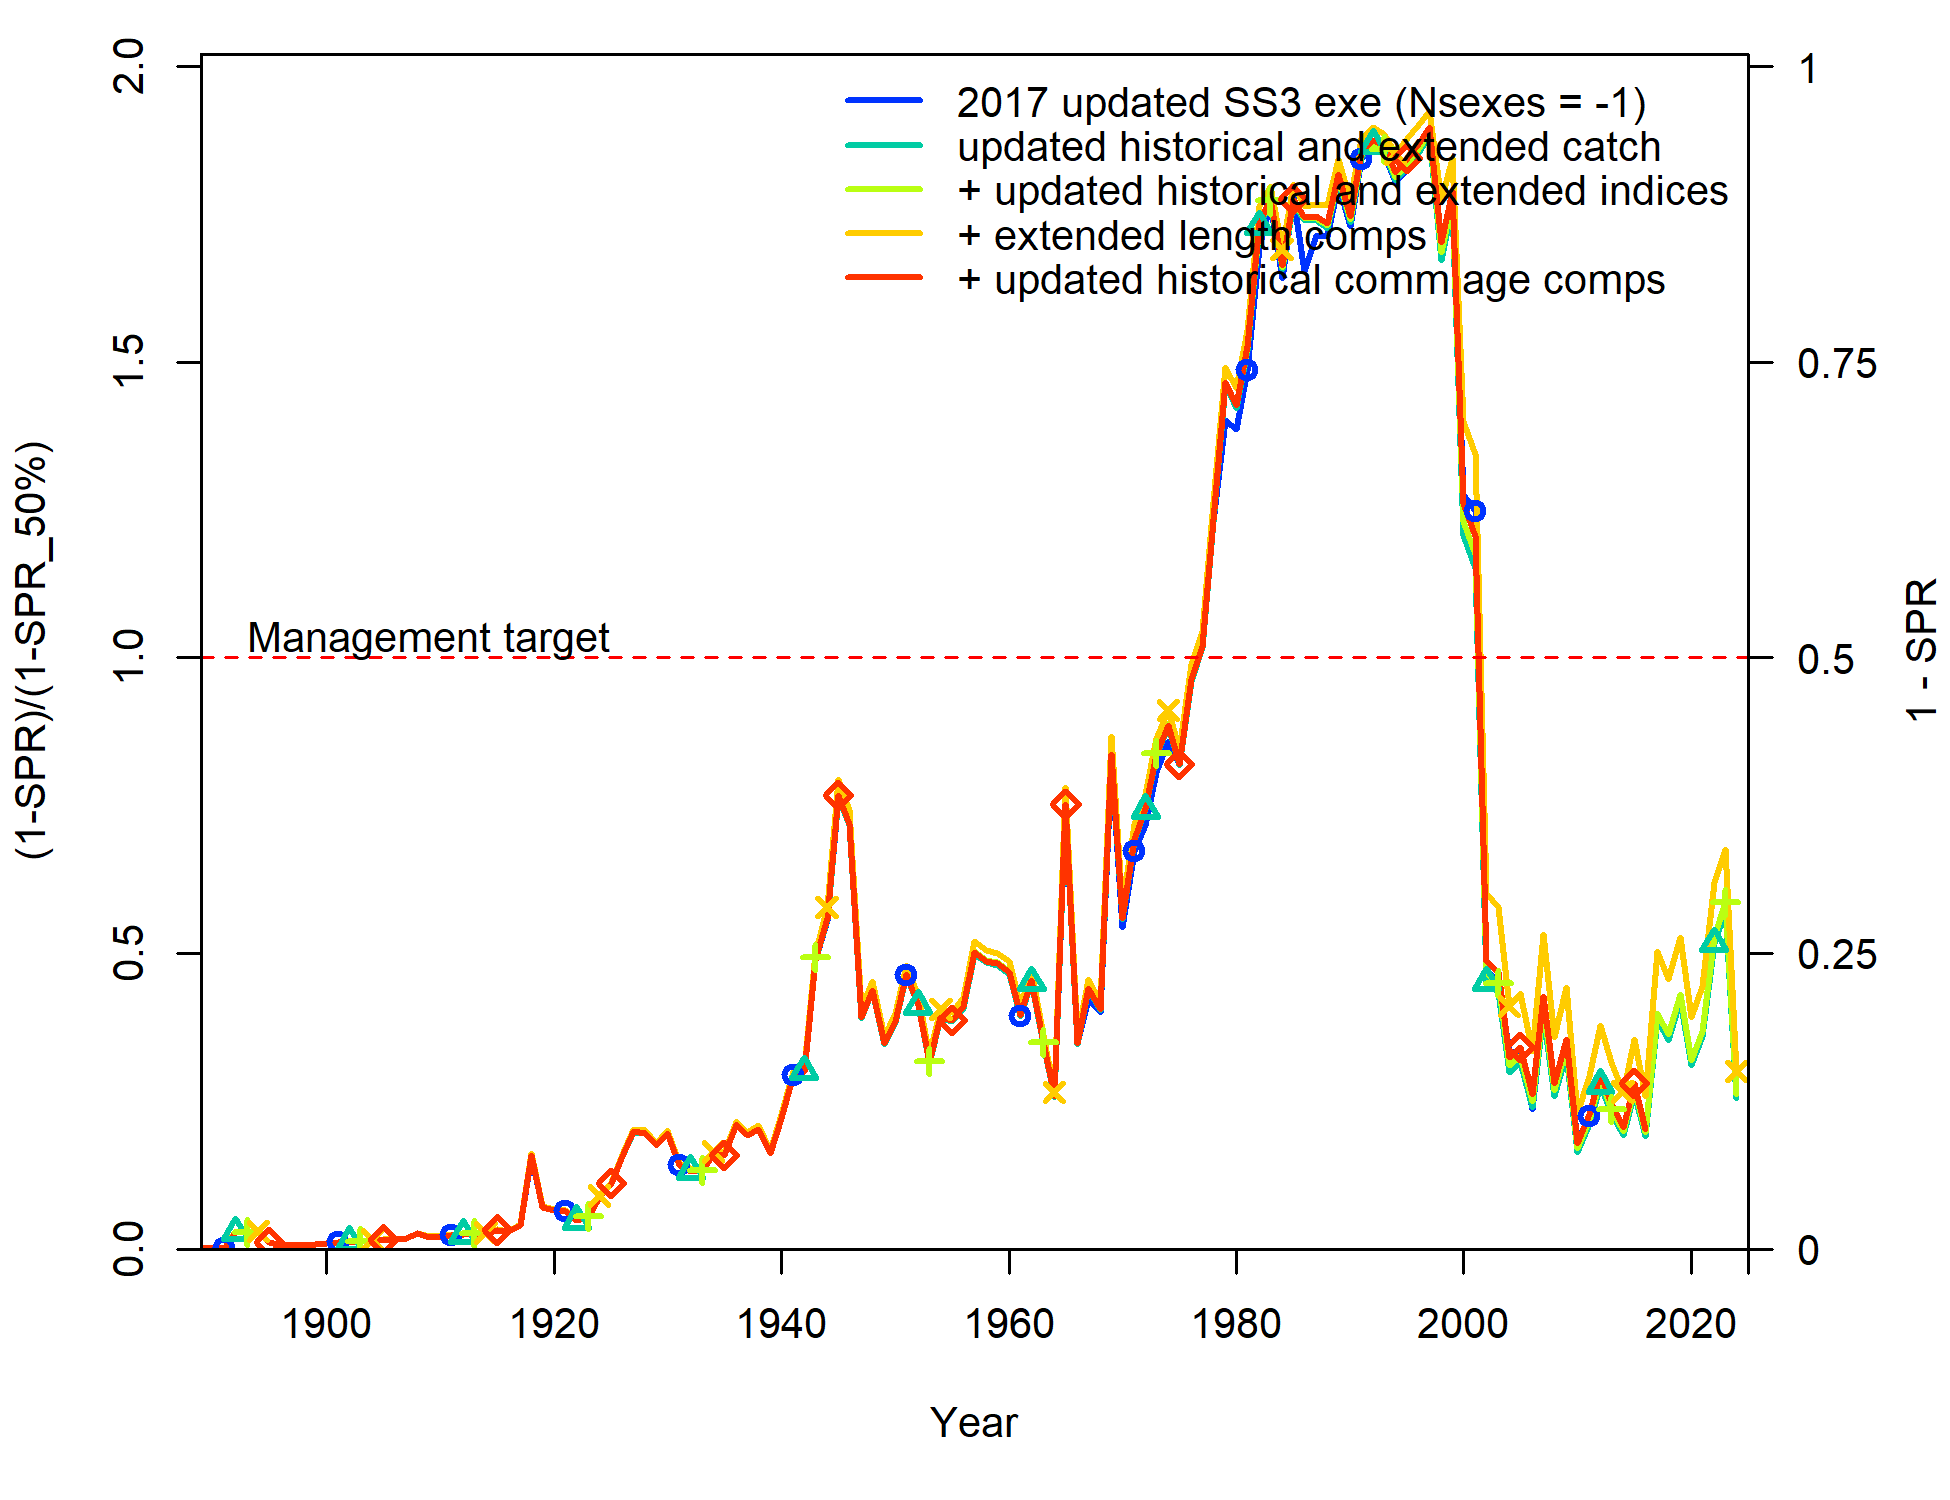 2017 updated SS3 exe (Nsexes = -1)
updated historical and extended catch
+ updated historical and extended indices
+ extended length comps
+ updated historical comm age comps
Management target
(1-SPR)/(1-SPR_50%)
2.0
1.5
1.0
0.5
0.0
1 - SPR
1
0.75
0.5
0.25
0
1900 1920 1940 1960 1980 2000 2020
Year